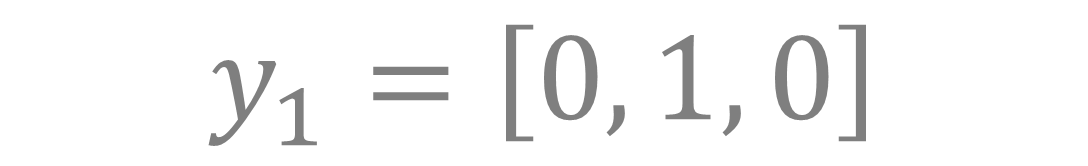 y₁ = [0, 1, 0]